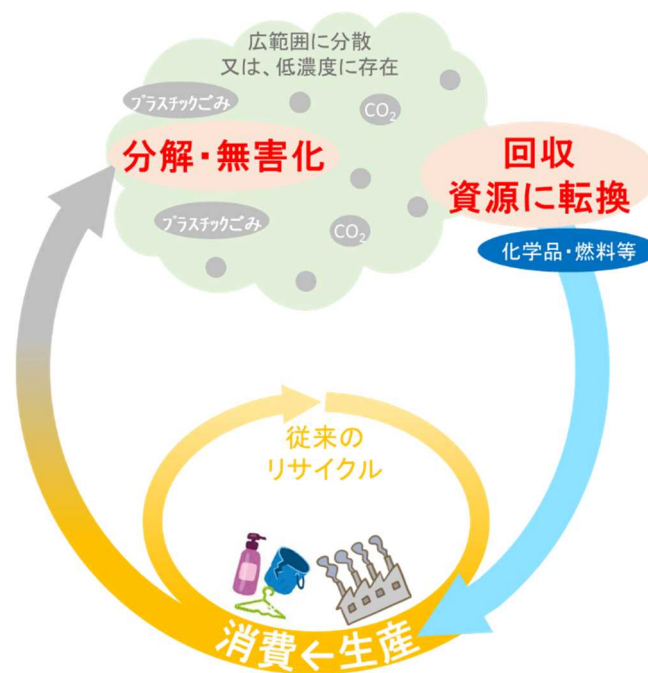 広範囲に分散
又は、低濃度に存在
プラスチックごみ
CO₂
分解・無害化
回収
資源に転換
プラスチックごみ
CO₂
化学品・燃料等
従来の
リサイクル
消費←生産